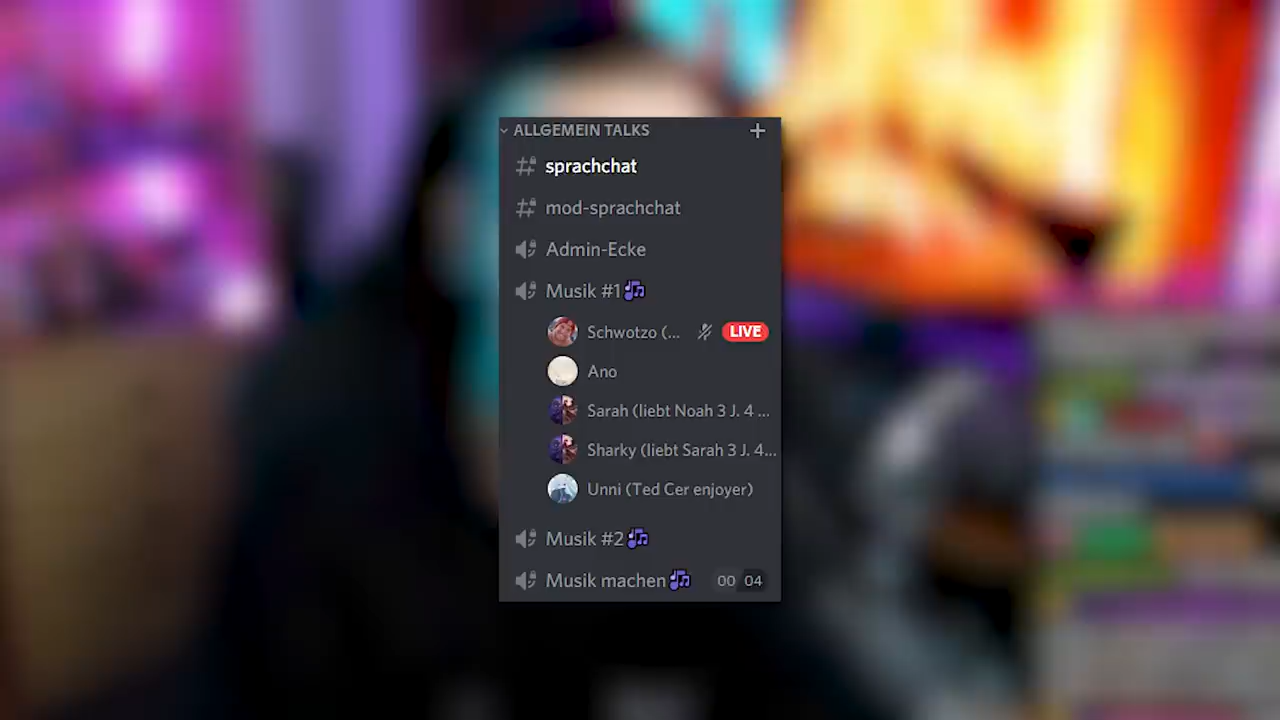 ALLGEMEIN TALKS
sprachchat
mod-sprachchat
Admin-Ecke
Musik #1
Schwotzo (... LIVE
Ano
Sarah (liebt Noah 3 J. 4 ...
Sharky (liebt Sarah 3 J. 4...
Unni (Ted Cer enjoyer)
Musik #2
Musik machen 00 04